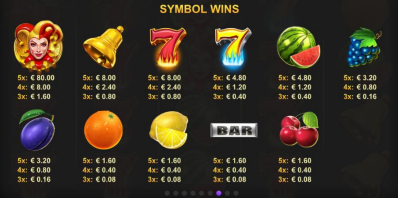 SYMBOL WINS
5x: € 80.00
4x: € 8.00
3x: € 1.60
5x: € 8.00
4x: € 2.40
3x: € 0.80
5x: € 8.00
4x: € 2.40
3x: € 0.80
5x: € 4.80
4x: € 1.20
3x: € 0.40
5x: € 4.80
4x: € 1.20
3x: € 0.40
5x: € 3.20
4x: € 0.80
3x: € 0.16
BAR
5x: € 3.20
4x: € 0.80
3x: € 0.16
5x: € 1.60
4x: € 0.40
3x: € 0.08
5x: € 1.60
4x: € 0.40
3x: € 0.08
5x: € 1.60
4x: € 0.40
3x: € 0.08
5x: € 1.60
4x: € 0.40
3x: € 0.08